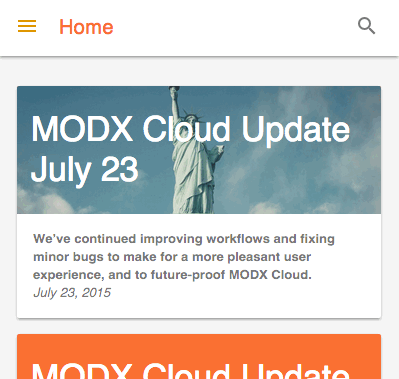 Home
MODX Cloud Update
July 23
We've continued improving workflows and fixing
minor bugs to make for a more pleasant user
experience, and to future-proof MODX Cloud.
July 23, 2015
MODX Cloud Update